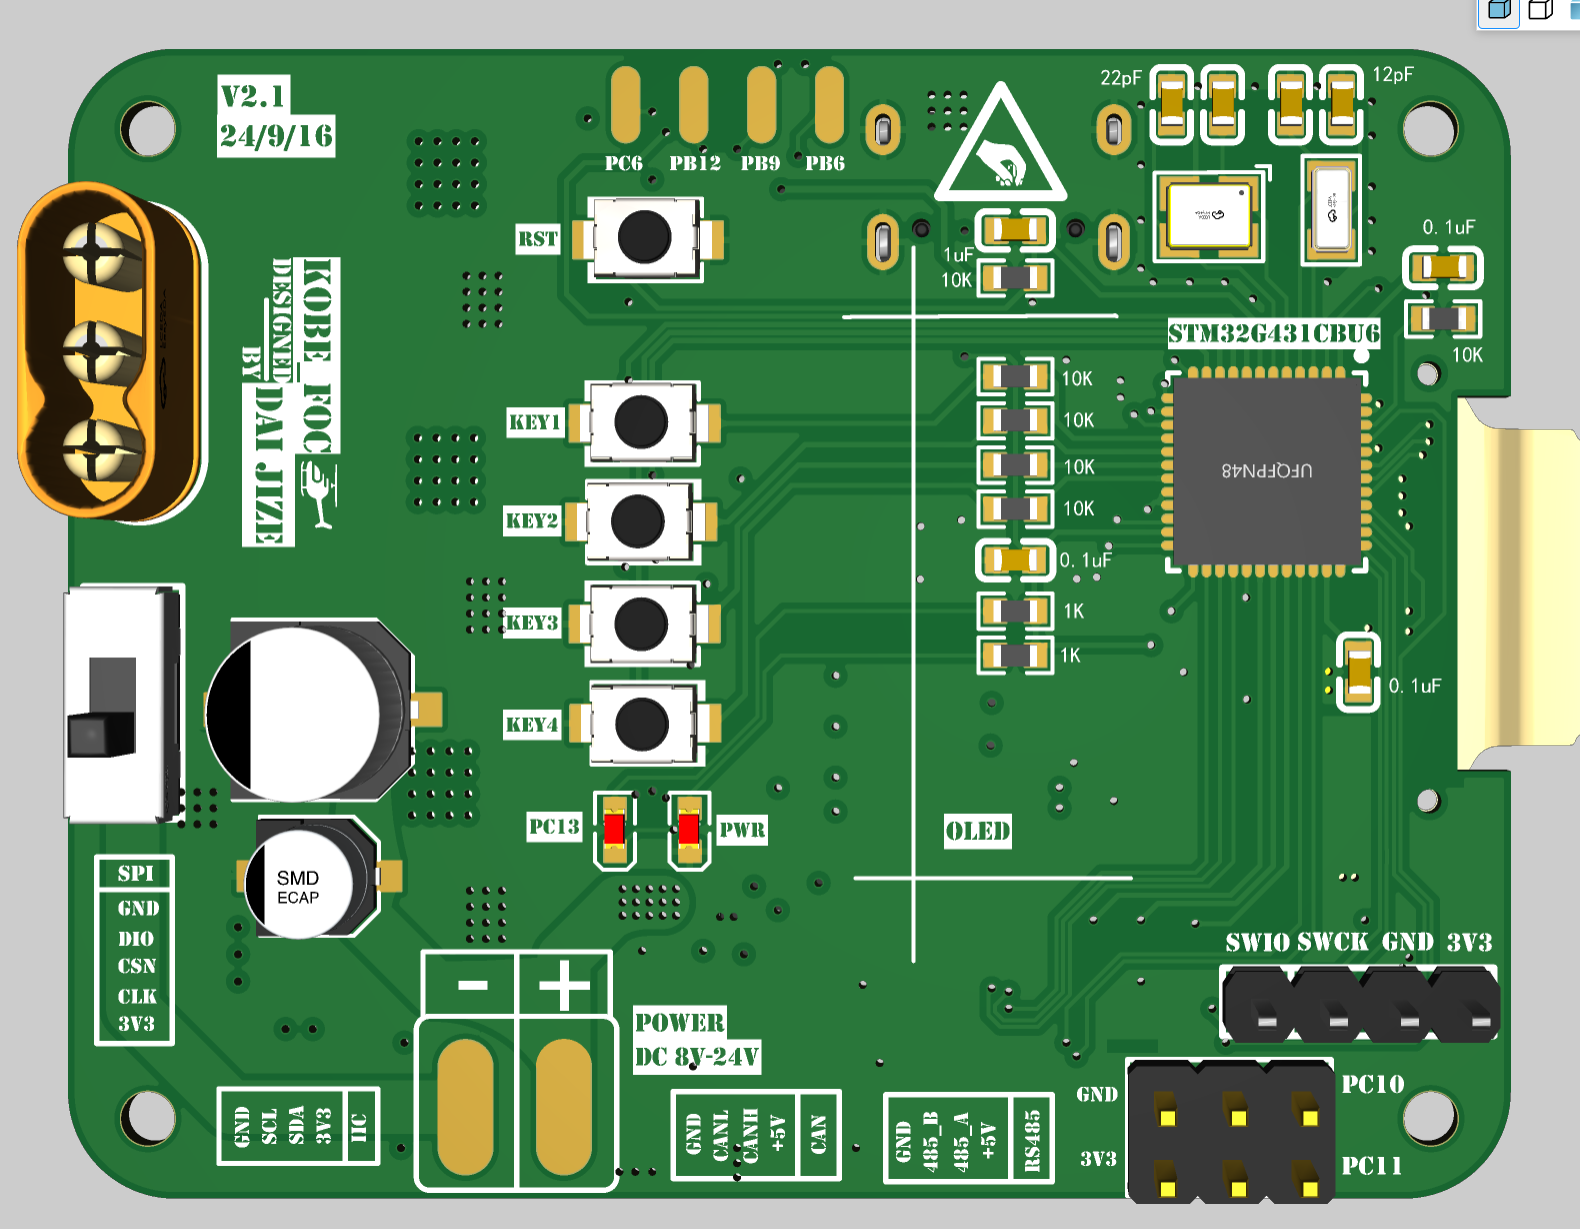 V2.1
24/9/16
PC6 PB12 PB9 PB6
22pF
12pF
RST
1uF
10K
0.1uF
10K
KOBE_FOC
DESIGNED
BY DAI JIZE
STM32G431CBU6
UFQFPN48
KEY1
KEY2
KEY3
KEY4
10K
10K
10K
10K
0.1uF
1K
1K
0.1uF
PC13
PWR
OLED
SMD
ECAP
SPI
GND
DIO
CSN
CLK
3V3
- +
POWER
DC 8V-24V
SWIO SWCK GND 3V3
GND
3V3
PC10
PC11
GND
SCL
SDA
3V3
IIC
GND
CANL
CANH
+5V
CAN
GND
485_B
485_A
+5V
RS485